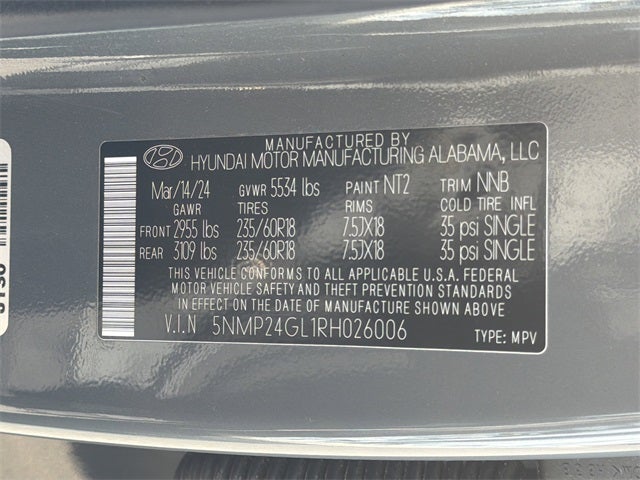 MANUFACTURED BY
HYUNDAI MOTOR MANUFACTURING ALABAMA, LLC
Mar/14/24 GVWR 5534 lbs PAINT NT2 TRIM NNB
GAWR TIRES RIMS COLD TIRE INFL
FRONT 2955 lbs 235/60R18 7.5JX18 35 psi SINGLE
REAR 3109 lbs 235/60R18 7.5JX18 35 psi SINGLE
THIS VEHICLE CONFORMS TO ALL APPLICABLE U.S.A. FEDERAL
MOTOR VEHICLE SAFETY AND THEFT PREVENTION STANDARDS
IN EFFECT ON THE DATE OF MANUFACTURE SHOWN ABOVE
V.I.N 5NMP24GL1RH026006 TYPE: MPV